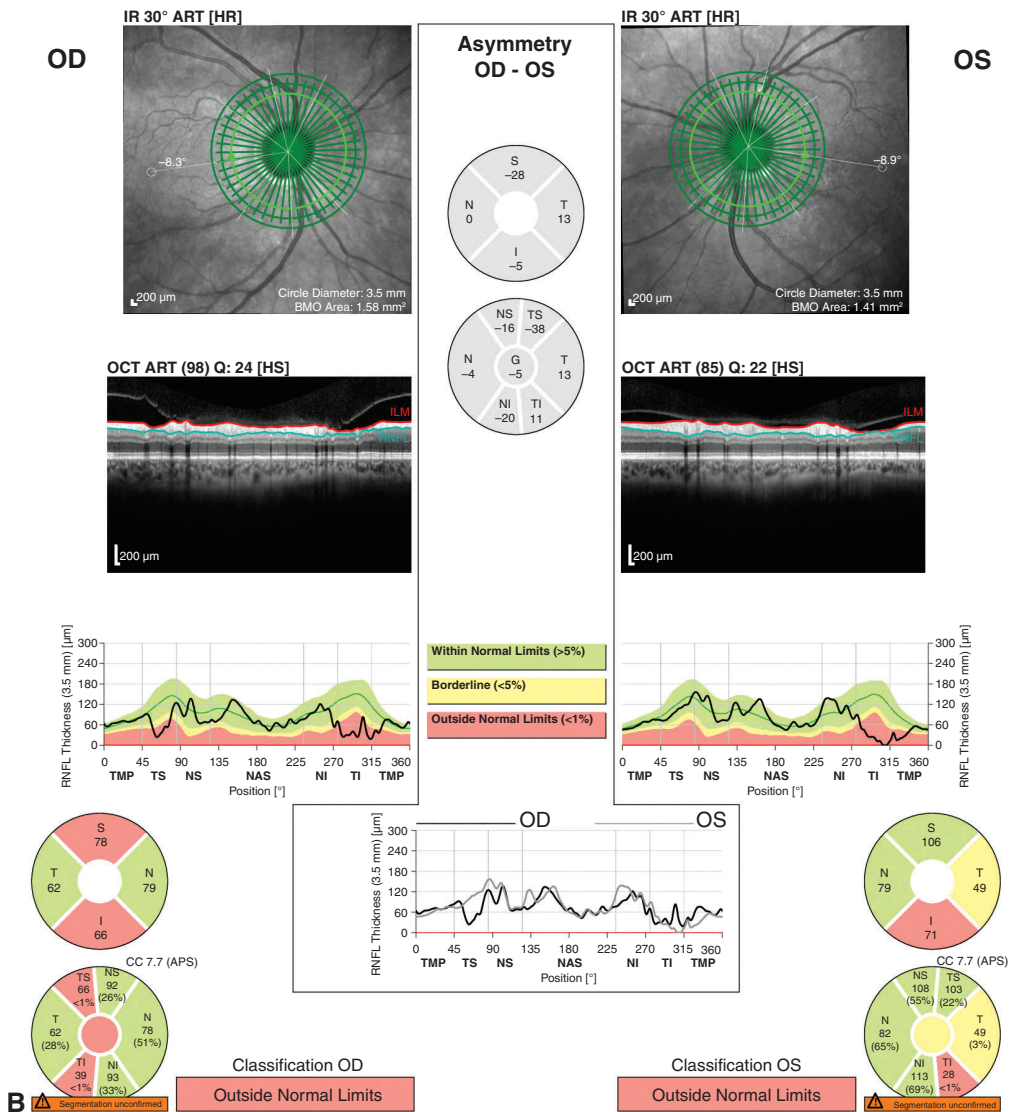 IR 30° ART [HR]
OD
–8.3°
200 µm
Circle Diameter: 3.5 mm
BMO Area: 1.58 mm²
Asymmetry
OD - OS
S
–28
N
0
T
13
I
–5
NS
–16
TS
–38
N
–4
G
–5
T
13
NI
–20
TI
11
IR 30° ART [HR]
OS
–8.9°
200 µm
Circle Diameter: 3.5 mm
BMO Area: 1.41 mm²
OCT ART (98) Q: 24 [HS]
ILM
RNFL
200 µm
OCT ART (85) Q: 22 [HS]
ILM
RNFL
200 µm
RNFL Thickness (3.5 mm) [µm]
300
240
180
120
60
0
0 45 90 135 180 225 270 315 360
TMP TS NS NAS NI TI TMP
Position [°]
Within Normal Limits (>5%)
Borderline (<5%)
Outside Normal Limits (<1%)
300
240
180
120
60
0
RNFL Thickness (3.5 mm) [µm]
0 45 90 135 180 225 270 315 360
TMP TS NS NAS NI TI TMP
Position [°]
OD OS
RNFL Thickness (3.5 mm) [µm]
300
240
180
120
60
0
0 45 90 135 180 225 270 315 360
TMP TS NS NAS NI TI TMP
Position [°]
S
78
T
62
N
79
I
66
CC 7.7 (APS)
TS
66
<1%
NS
92
(26%)
T
62
(28%)
N
78
(51%)
TI
39
<1%
NI
93
(33%)
Segmentation unconfirmed
B
Classification OD
Outside Normal Limits
Classification OS
Outside Normal Limits
S
106
N
79
T
49
I
71
CC 7.7 (APS)
NS
108
(55%)
TS
103
(22%)
N
82
(65%)
T
49
(3%)
NI
113
(69%)
TI
28
<1%
Segmentation unconfirmed